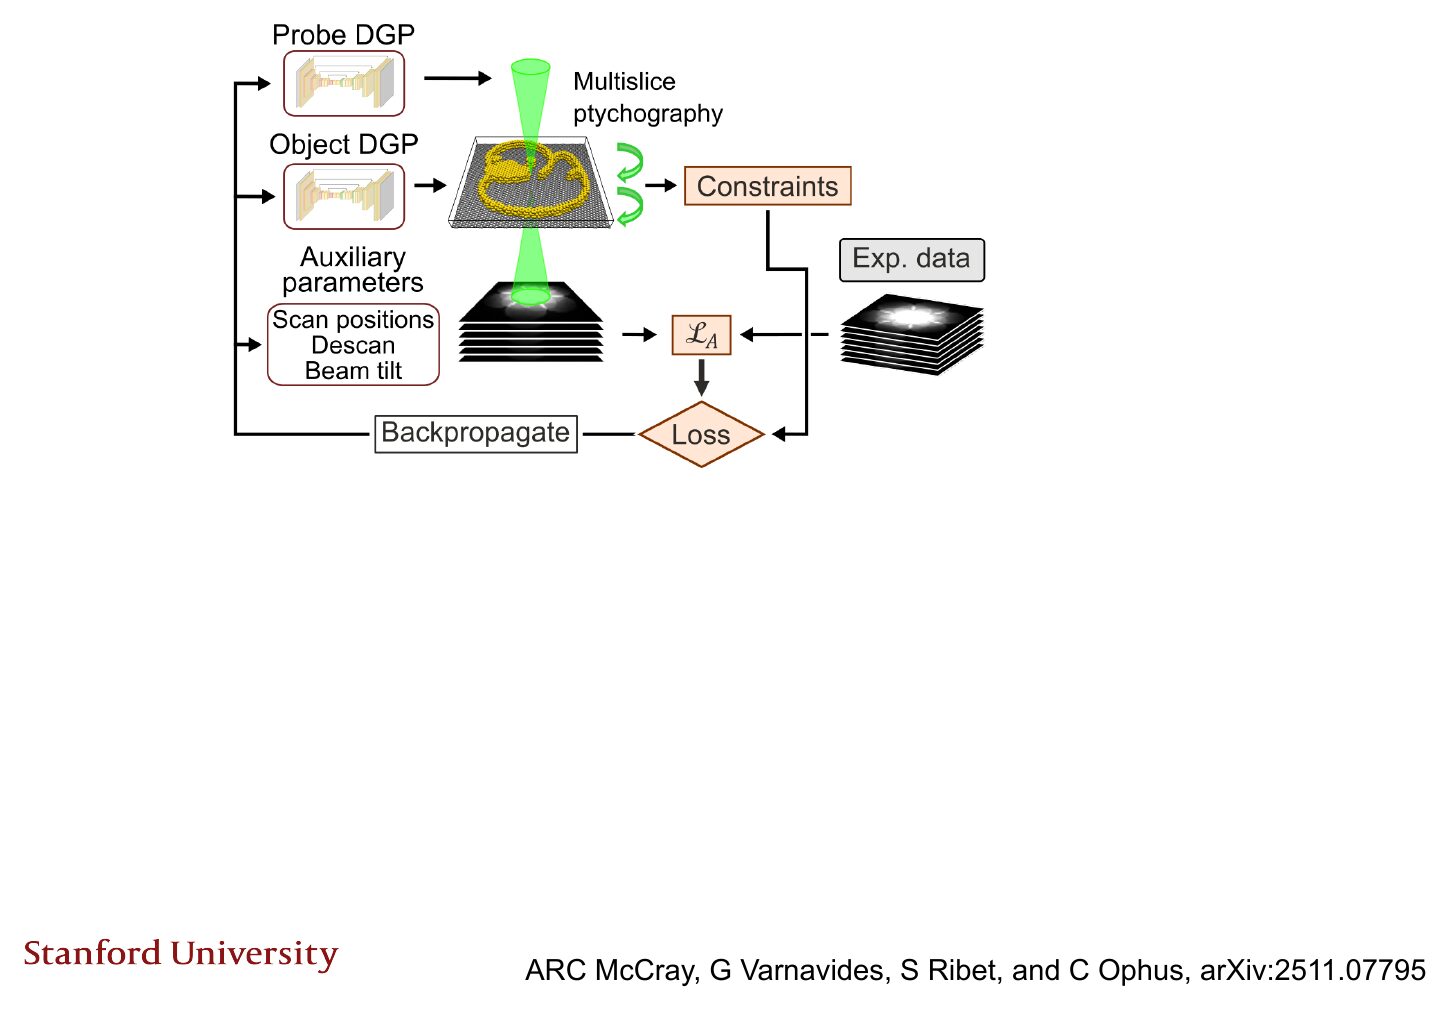 Probe DGP
Multislice
ptychography
Object DGP
Constraints
Auxiliary
parameters
Exp. data
Scan positions
Descan
Beam tilt
ℒA
Backpropagate
Loss
Stanford University
ARC McCray, G Varnavides, S Ribet, and C Ophus, arXiv:2511.07795